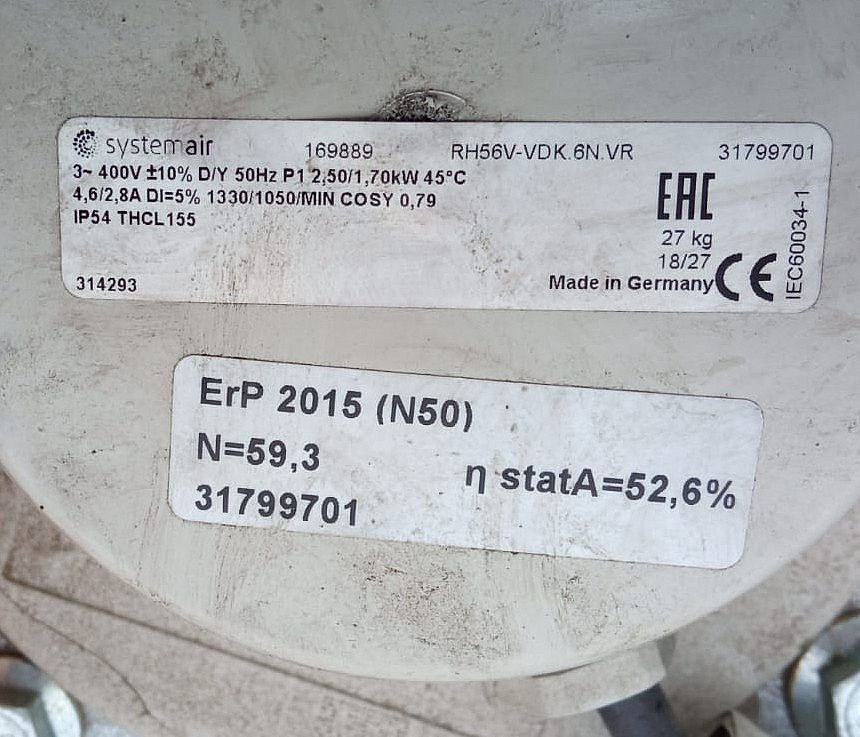 systemair 169889 RH56V-VDK.6N.VR 31799701
3~ 400V ±10% D/Y 50Hz P1 2,50/1,70kW 45°C
4,6/2,8A DI=5% 1330/1050/MIN COSY 0,79
IP54 THCL155
EAC
27 kg
18/27
314293 Made in Germany CE
IEC60034-1
ErP 2015 (N50)
N=59,3
η statA=52,6%
31799701